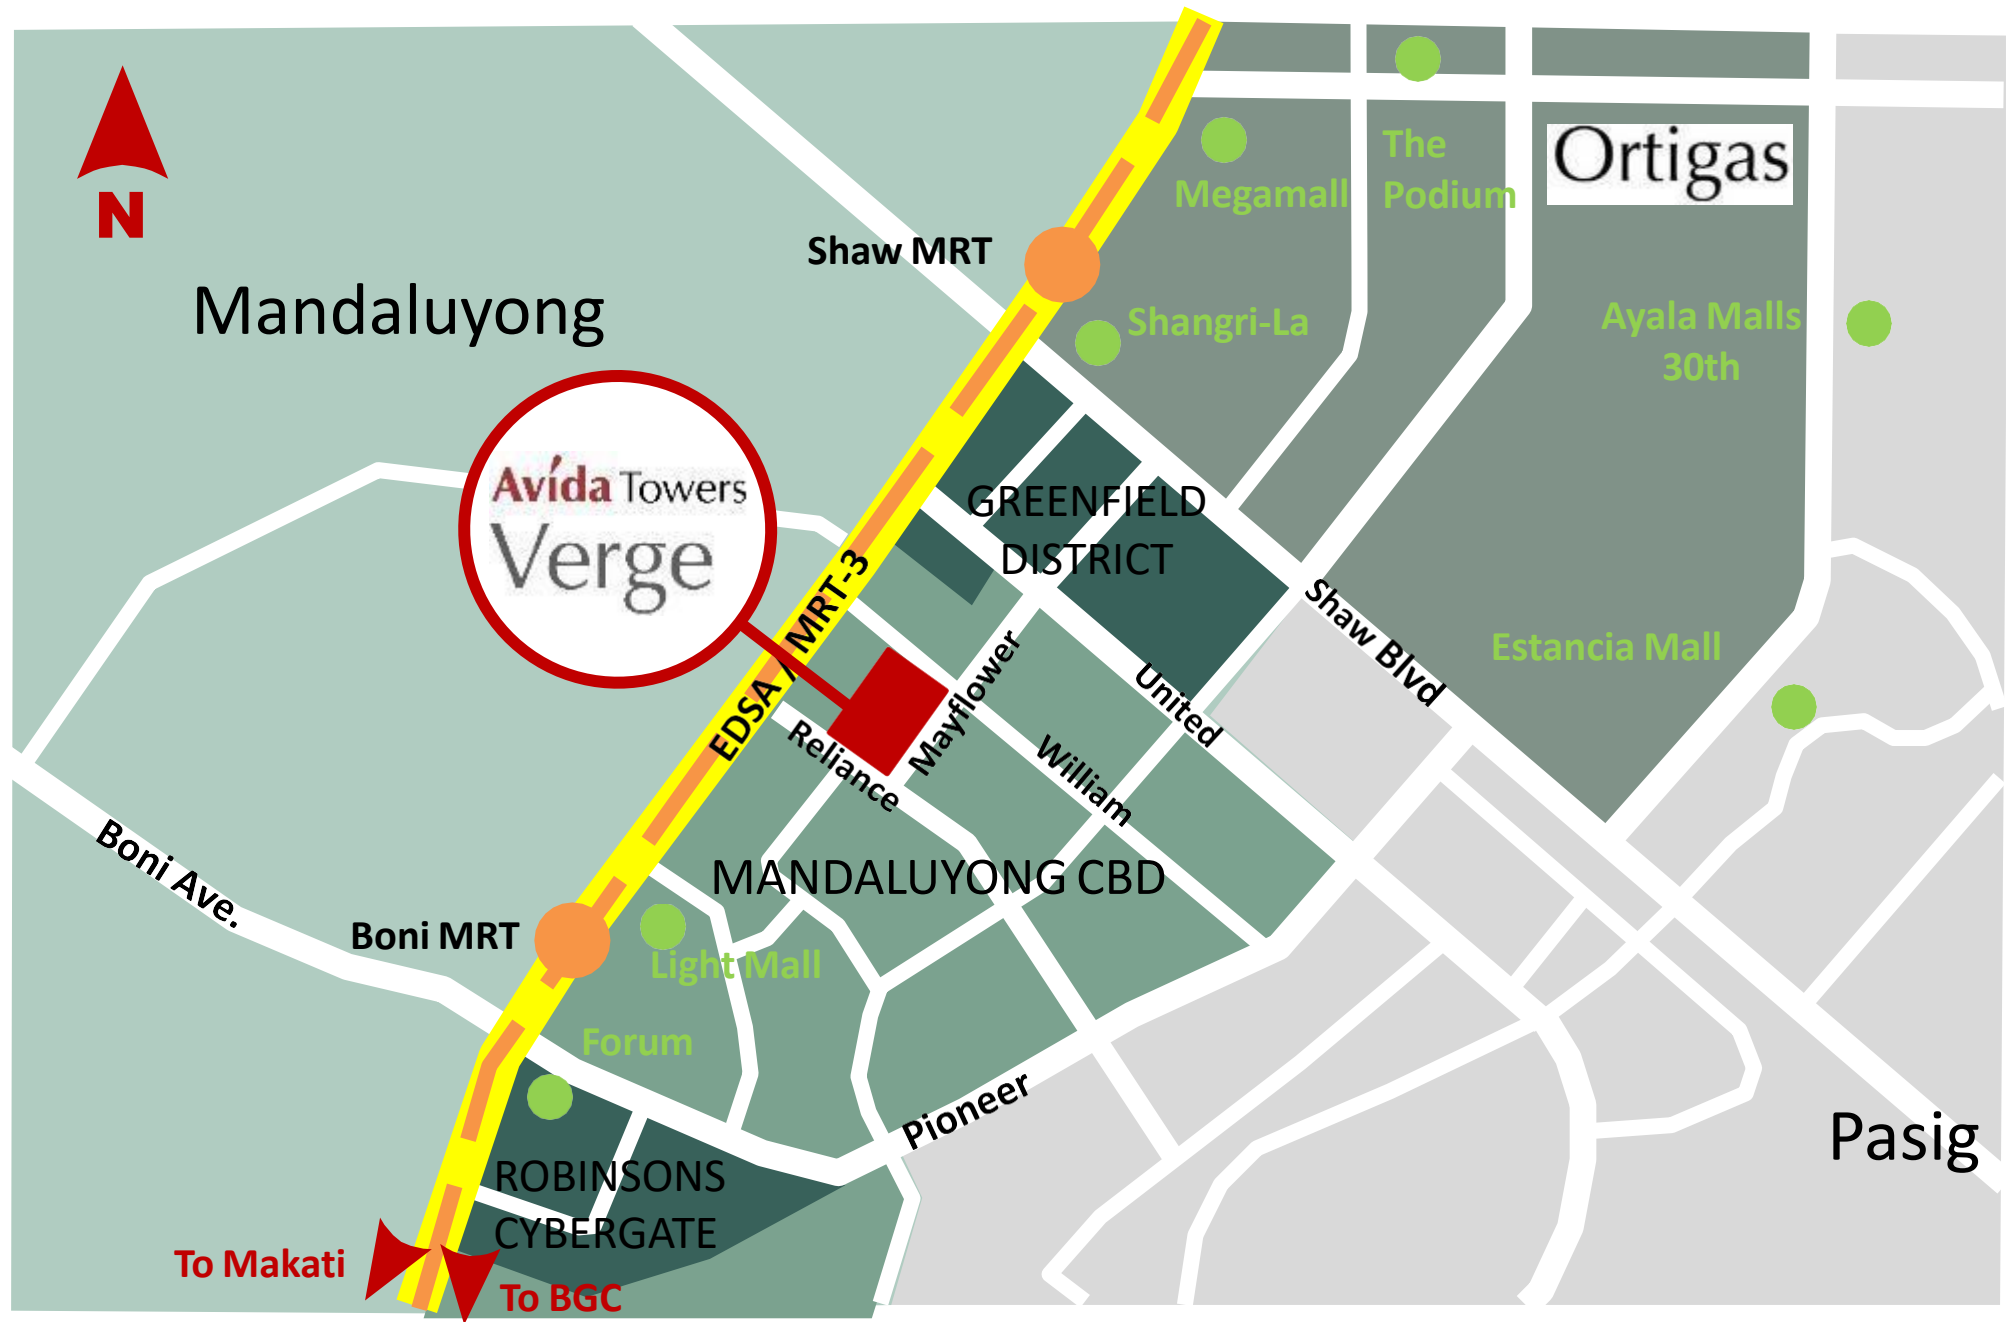 The
Podium
Ortigas
Megamall
N
Shaw MRT
Mandaluyong
Shangri-La
Ayala Malls
30th
Avida Towers
Verge
GREENFIELD
DISTRICT
EDSA / MRT-3
Shaw Blvd
Estancia Mall
Mayflower
United
Reliance
William
Boni Ave.
MANDALUYONG CBD
Boni MRT
Light Mall
Forum
Pioneer
Pasig
ROBINSONS
CYBERGATE
To Makati
To BGC